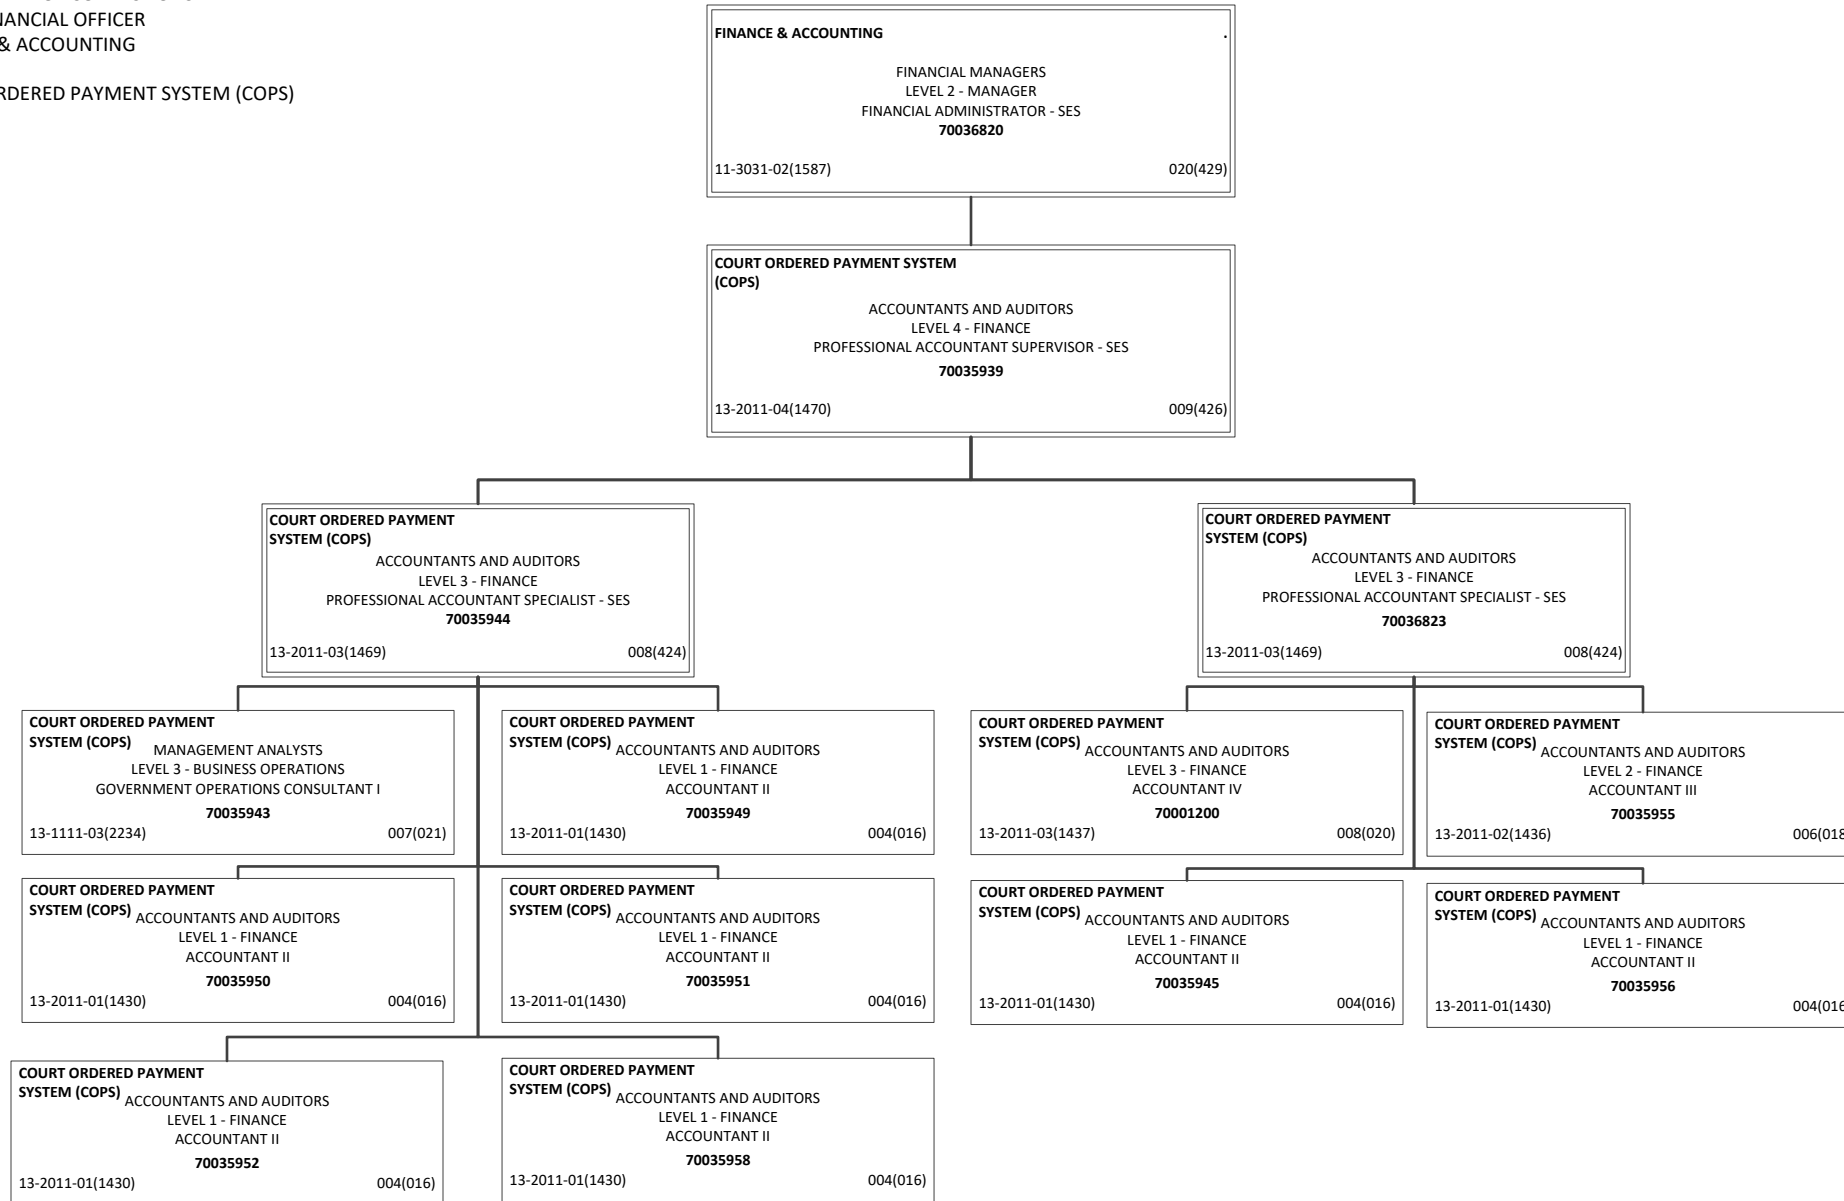 FINANCIAL OFFICER
& ACCOUNTING
ORDERED PAYMENT SYSTEM (COPS)
FINANCE & ACCOUNTING .
FINANCIAL MANAGERS
LEVEL 2 - MANAGER
FINANCIAL ADMINISTRATOR - SES
70036820
11-3031-02(1587) 020(429)
COURT ORDERED PAYMENT SYSTEM
(COPS)
ACCOUNTANTS AND AUDITORS
LEVEL 4 - FINANCE
PROFESSIONAL ACCOUNTANT SUPERVISOR - SES
70035939
13-2011-04(1470) 009(426)
COURT ORDERED PAYMENT
SYSTEM (COPS)
ACCOUNTANTS AND AUDITORS
LEVEL 3 - FINANCE
PROFESSIONAL ACCOUNTANT SPECIALIST - SES
70035944
13-2011-03(1469) 008(424)
COURT ORDERED PAYMENT
SYSTEM (COPS)
ACCOUNTANTS AND AUDITORS
LEVEL 3 - FINANCE
PROFESSIONAL ACCOUNTANT SPECIALIST - SES
70036823
13-2011-03(1469) 008(424)
COURT ORDERED PAYMENT
SYSTEM (COPS)
MANAGEMENT ANALYSTS
LEVEL 3 - BUSINESS OPERATIONS
GOVERNMENT OPERATIONS CONSULTANT I
70035943
13-1111-03(2234) 007(021)
COURT ORDERED PAYMENT
SYSTEM (COPS)
ACCOUNTANTS AND AUDITORS
LEVEL 1 - FINANCE
ACCOUNTANT II
70035949
13-2011-01(1430) 004(016)
COURT ORDERED PAYMENT
SYSTEM (COPS)
ACCOUNTANTS AND AUDITORS
LEVEL 3 - FINANCE
ACCOUNTANT IV
70001200
13-2011-03(1437) 008(020)
COURT ORDERED PAYMENT
SYSTEM (COPS)
ACCOUNTANTS AND AUDITORS
LEVEL 2 - FINANCE
ACCOUNTANT III
70035955
13-2011-02(1436) 006(018
COURT ORDERED PAYMENT
SYSTEM (COPS)
ACCOUNTANTS AND AUDITORS
LEVEL 1 - FINANCE
ACCOUNTANT II
70035950
13-2011-01(1430) 004(016)
COURT ORDERED PAYMENT
SYSTEM (COPS)
ACCOUNTANTS AND AUDITORS
LEVEL 1 - FINANCE
ACCOUNTANT II
70035951
13-2011-01(1430) 004(016)
COURT ORDERED PAYMENT
SYSTEM (COPS)
ACCOUNTANTS AND AUDITORS
LEVEL 1 - FINANCE
ACCOUNTANT II
70035945
13-2011-01(1430) 004(016)
COURT ORDERED PAYMENT
SYSTEM (COPS)
ACCOUNTANTS AND AUDITORS
LEVEL 1 - FINANCE
ACCOUNTANT II
70035956
13-2011-01(1430) 004(016
COURT ORDERED PAYMENT
SYSTEM (COPS)
ACCOUNTANTS AND AUDITORS
LEVEL 1 - FINANCE
ACCOUNTANT II
70035952
13-2011-01(1430) 004(016)
COURT ORDERED PAYMENT
SYSTEM (COPS)
ACCOUNTANTS AND AUDITORS
LEVEL 1 - FINANCE
ACCOUNTANT II
70035958
13-2011-01(1430) 004(016)